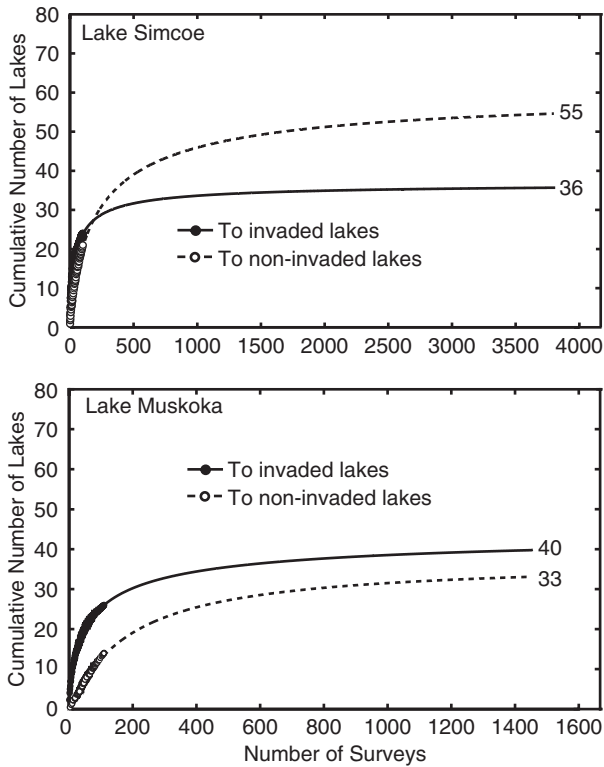 Lake Simcoe
Cumulative Number of Lakes
80
70
60
50
40
30
20
10
0
55
36
To invaded lakes
To non-invaded lakes
0 500 1000 1500 2000 2500 3000 3500 4000
Lake Muskoka
Cumulative Number of Lakes
80
70
60
50
40
30
20
10
0
To invaded lakes
To non-invaded lakes
40
33
0 200 400 600 800 1000 1200 1400 1600
Number of Surveys